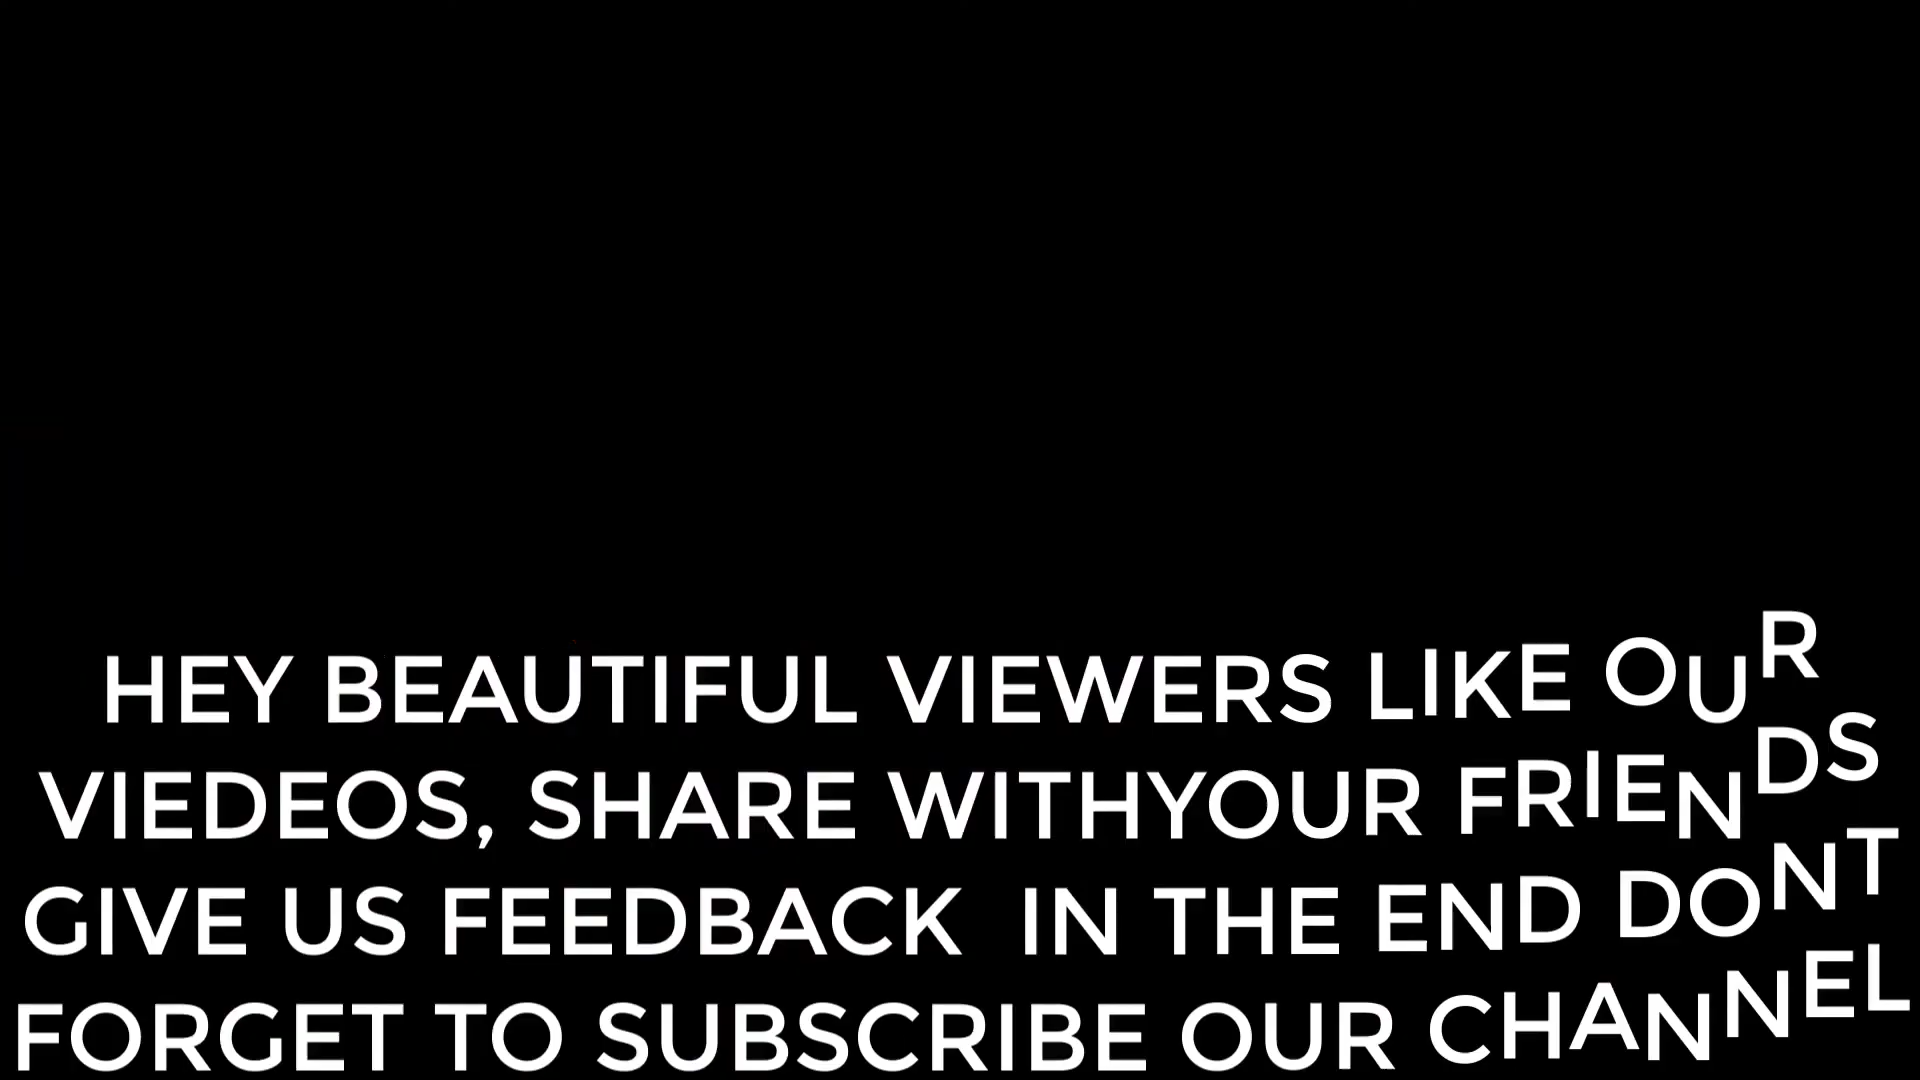 HEY BEAUTIFUL VIEWERS LIKE OUR
VIEDEOS, SHARE WITHYOUR FRIENDS
GIVE US FEEDBACK  IN THE END DONT
FORGET TO SUBSCRIBE OUR CHANNEL